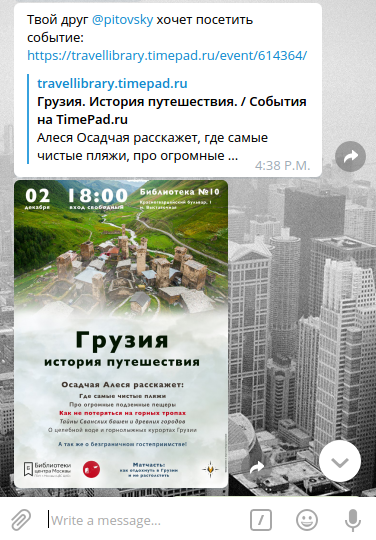 Твой друг @pitovsky хочет посетить
событие:
https://travellibrary.timepad.ru/event/614364/
travellibrary.timepad.ru
Грузия. История путешествия. / События
на TimePad.ru
Алеся Осадчая расскажет, где самые
чистые пляжи, про огромные ...
4:38 P.M.
02
декабря
18:00
вход свободный
Библиотека №10
Грузия
история путешествия
Осадчая Алеся расскажет:
Где самые чистые пляжи
Про огромные подземные пещеры
Как не потеряться на горных тропах
Тайны Сванских башен и древних городов
О целебной воде и горнолыжных курортах Грузии
А так же о безграничном гостеприимстве!
Библиотеки
центра Москвы
Матчасть:
как отдохнуть в Грузии
и не растолстеть
Write a message...